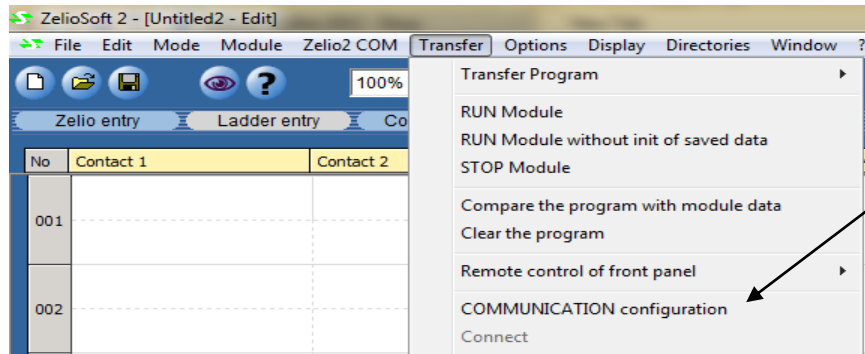 ZelioSoft 2 - [Untitled2 - Edit]
File Edit Mode Module Zelio2 COM Transfer Options Display Directories Window ?
100%
Zelio entry Ladder entry Co
No Contact 1 Contact 2
001
002
Transfer Program
RUN Module
RUN Module without init of saved data
STOP Module
Compare the program with module data
Clear the program
Remote control of front panel
COMMUNICATION configuration
Connect